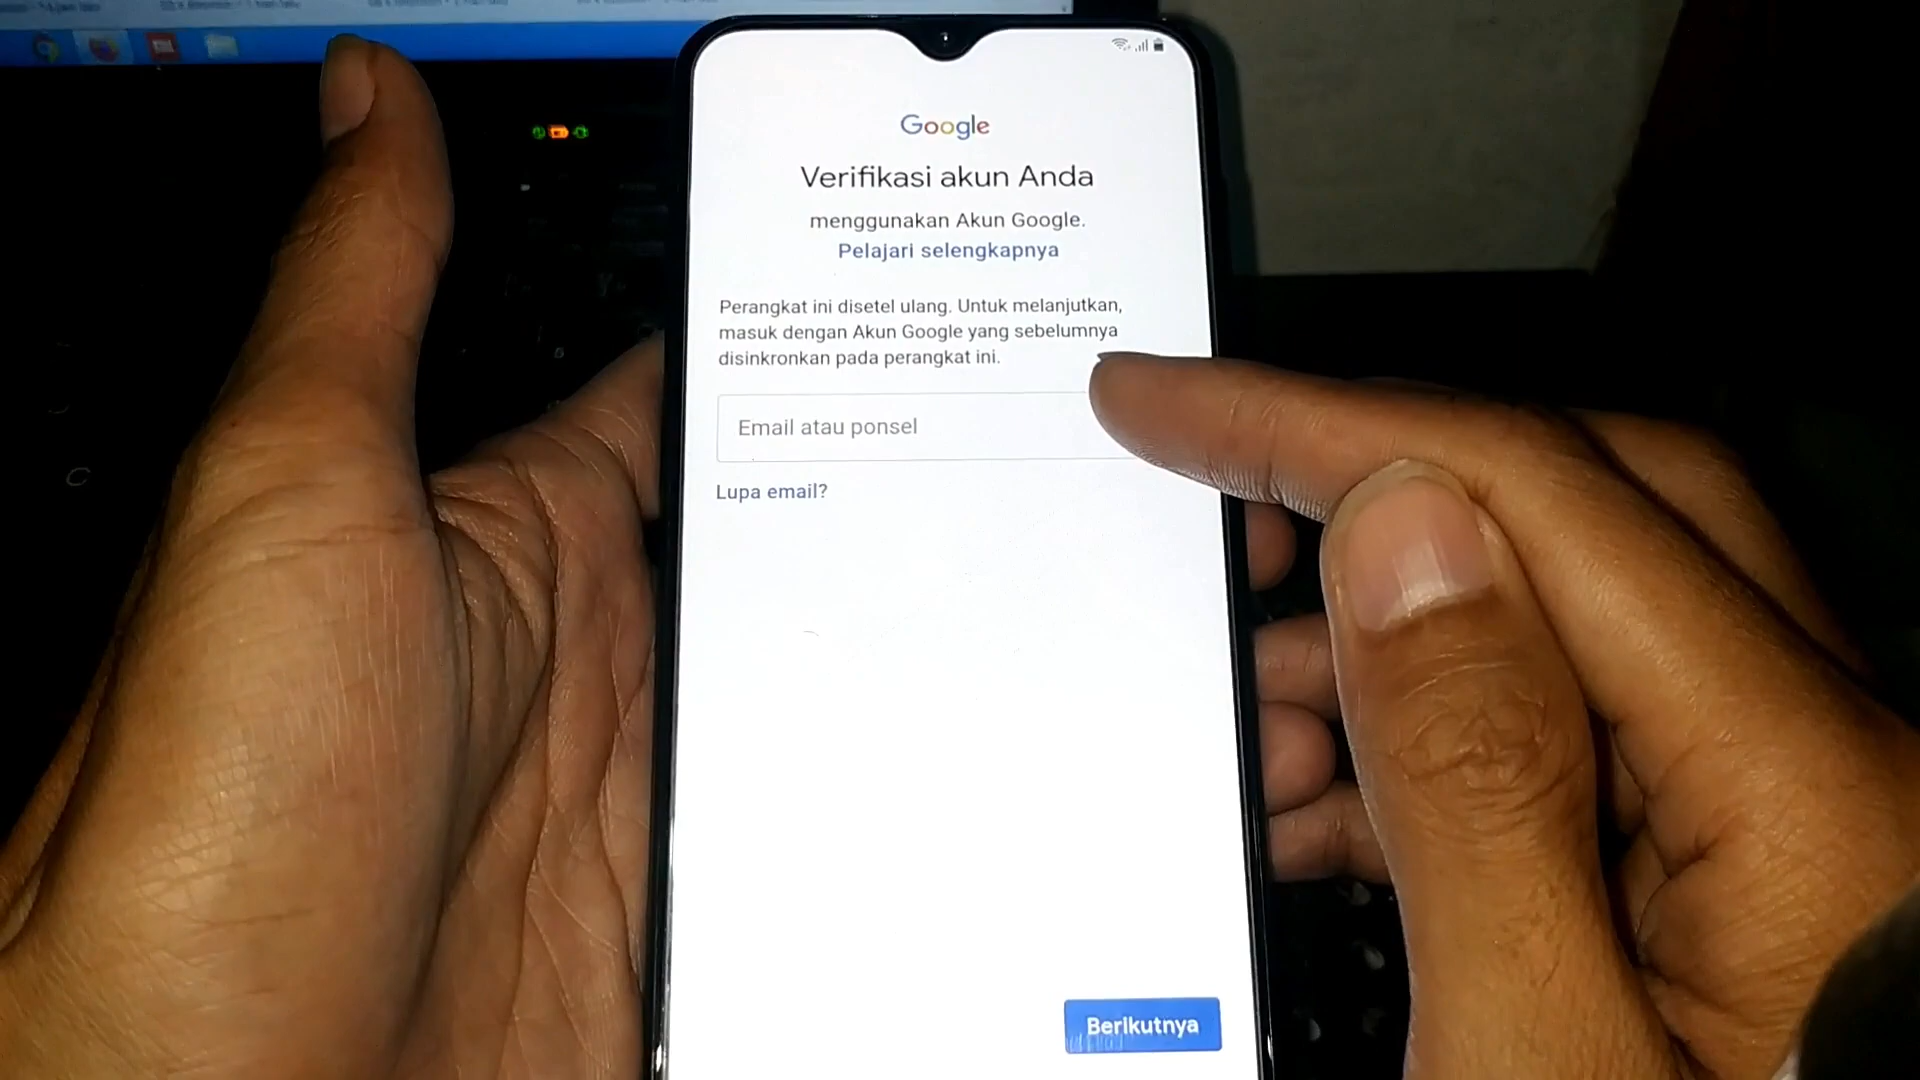 Google
Verifikasi akun Anda
menggunakan Akun Google.
Pelajari selengkapnya
Perangkat ini disetel ulang. Untuk melanjutkan,
masuk dengan Akun Google yang sebelumnya
disinkronkan pada perangkat ini.
Email atau ponsel
Lupa email?
Berikutnya
C